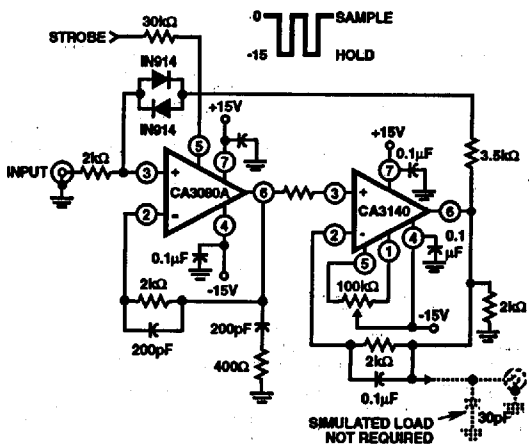 30kΩ
STROBE
IN914
IN914
0
-15
SAMPLE
HOLD
+15V
+15V
0.1µF
3.5kΩ
INPUT
2kΩ
3
5
7
CA3080A
6
2
4
0.1µF
-15V
3
7
CA3140
6
2
5
1
4
0.1
µF
100kΩ
-15V
2kΩ
2kΩ
200pF
200pF
400Ω
2kΩ
0.1µF
30pF
SIMULATED LOAD
NOT REQUIRED